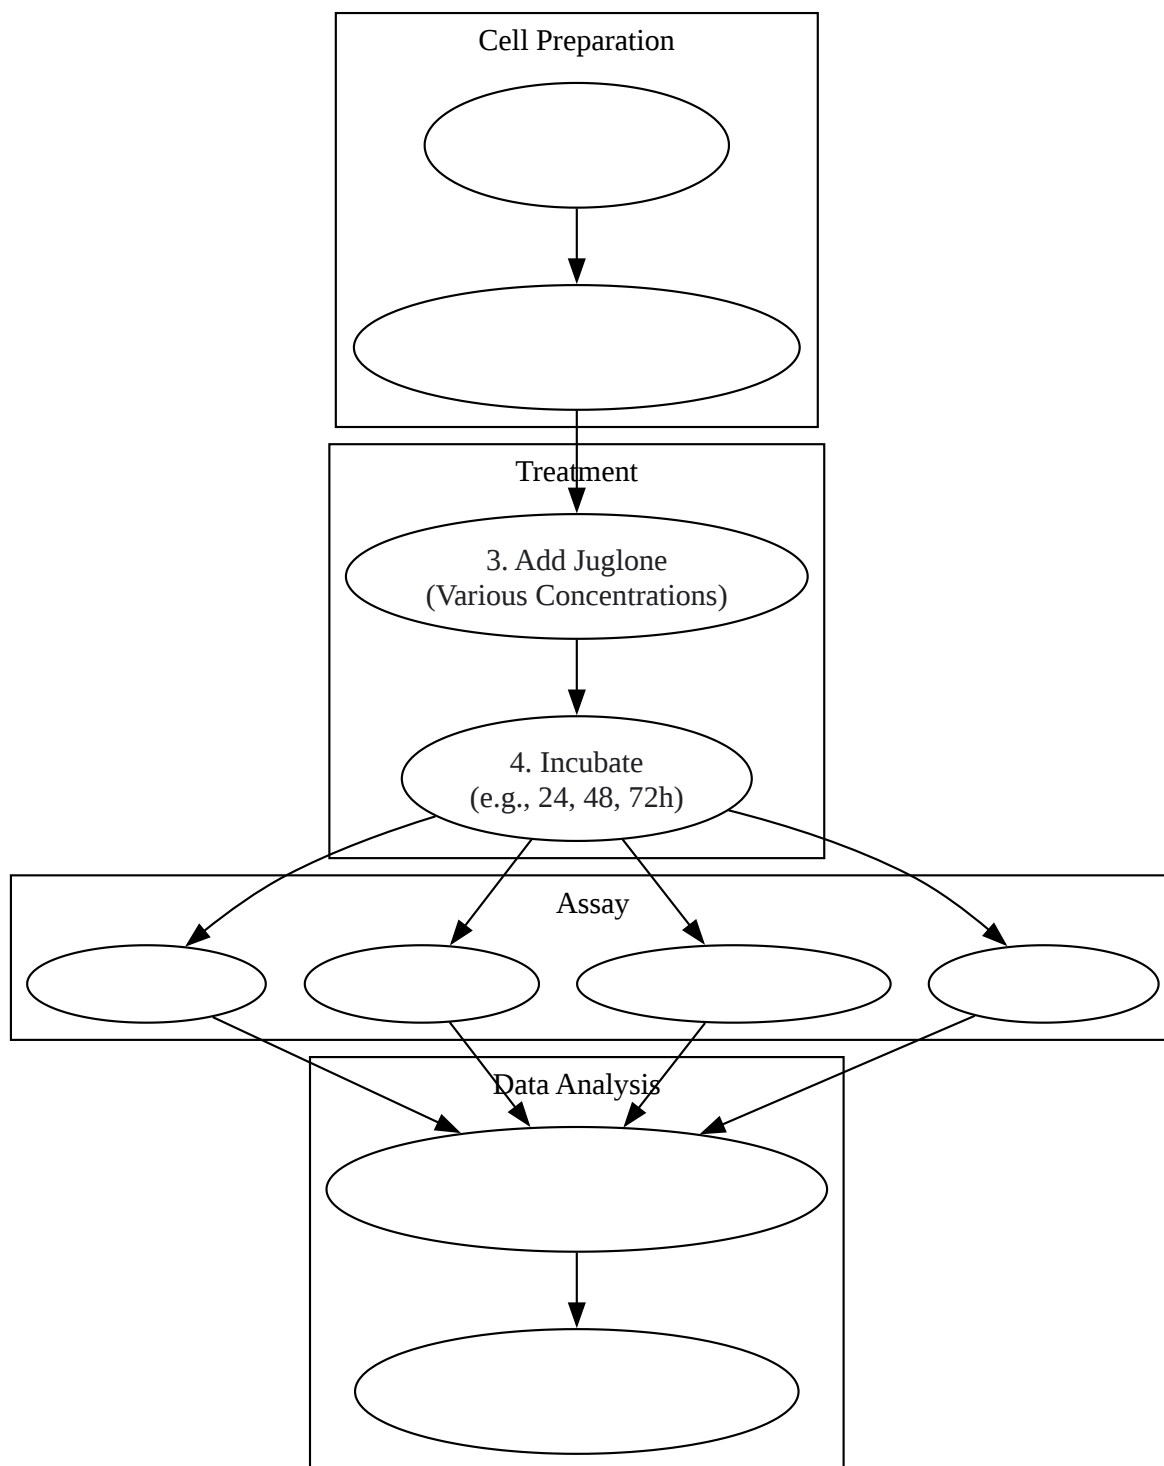 Cell Preparation
Treatment
3. Add Juglone
(Various Concentrations)
4. Incubate
(e.g., 24, 48, 72h)
Assay
Data Analysis